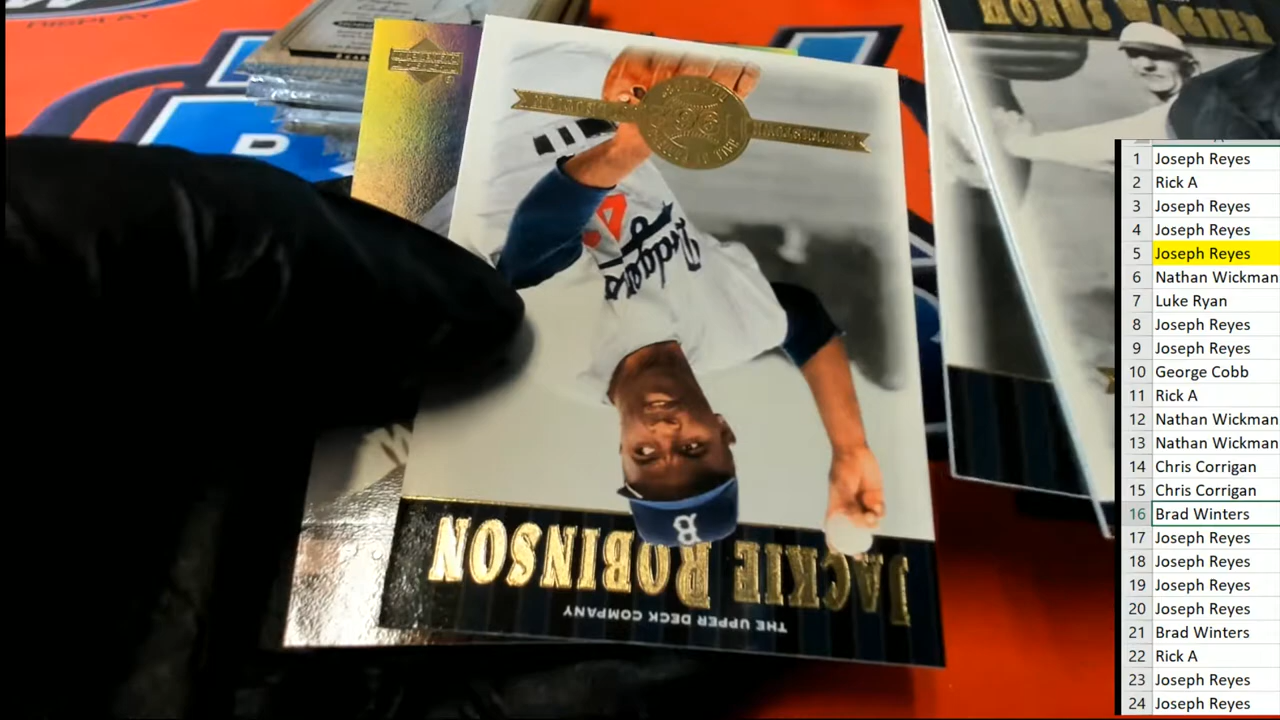 DISPLAY
HONUS WAGNER
JACKIE ROBINSON
THE UPPER DECK COMPANY
COOPERSTOWN
B
1 Joseph Reyes
2 Rick A
3 Joseph Reyes
4 Joseph Reyes
5 Joseph Reyes
6 Nathan Wickman
7 Luke Ryan
8 Joseph Reyes
9 Joseph Reyes
10 George Cobb
11 Rick A
12 Nathan Wickman
13 Nathan Wickman
14 Chris Corrigan
15 Chris Corrigan
16 Brad Winters
17 Joseph Reyes
18 Joseph Reyes
19 Joseph Reyes
20 Joseph Reyes
21 Brad Winters
22 Rick A
23 Joseph Reyes
24 Joseph Reyes
Dodgers